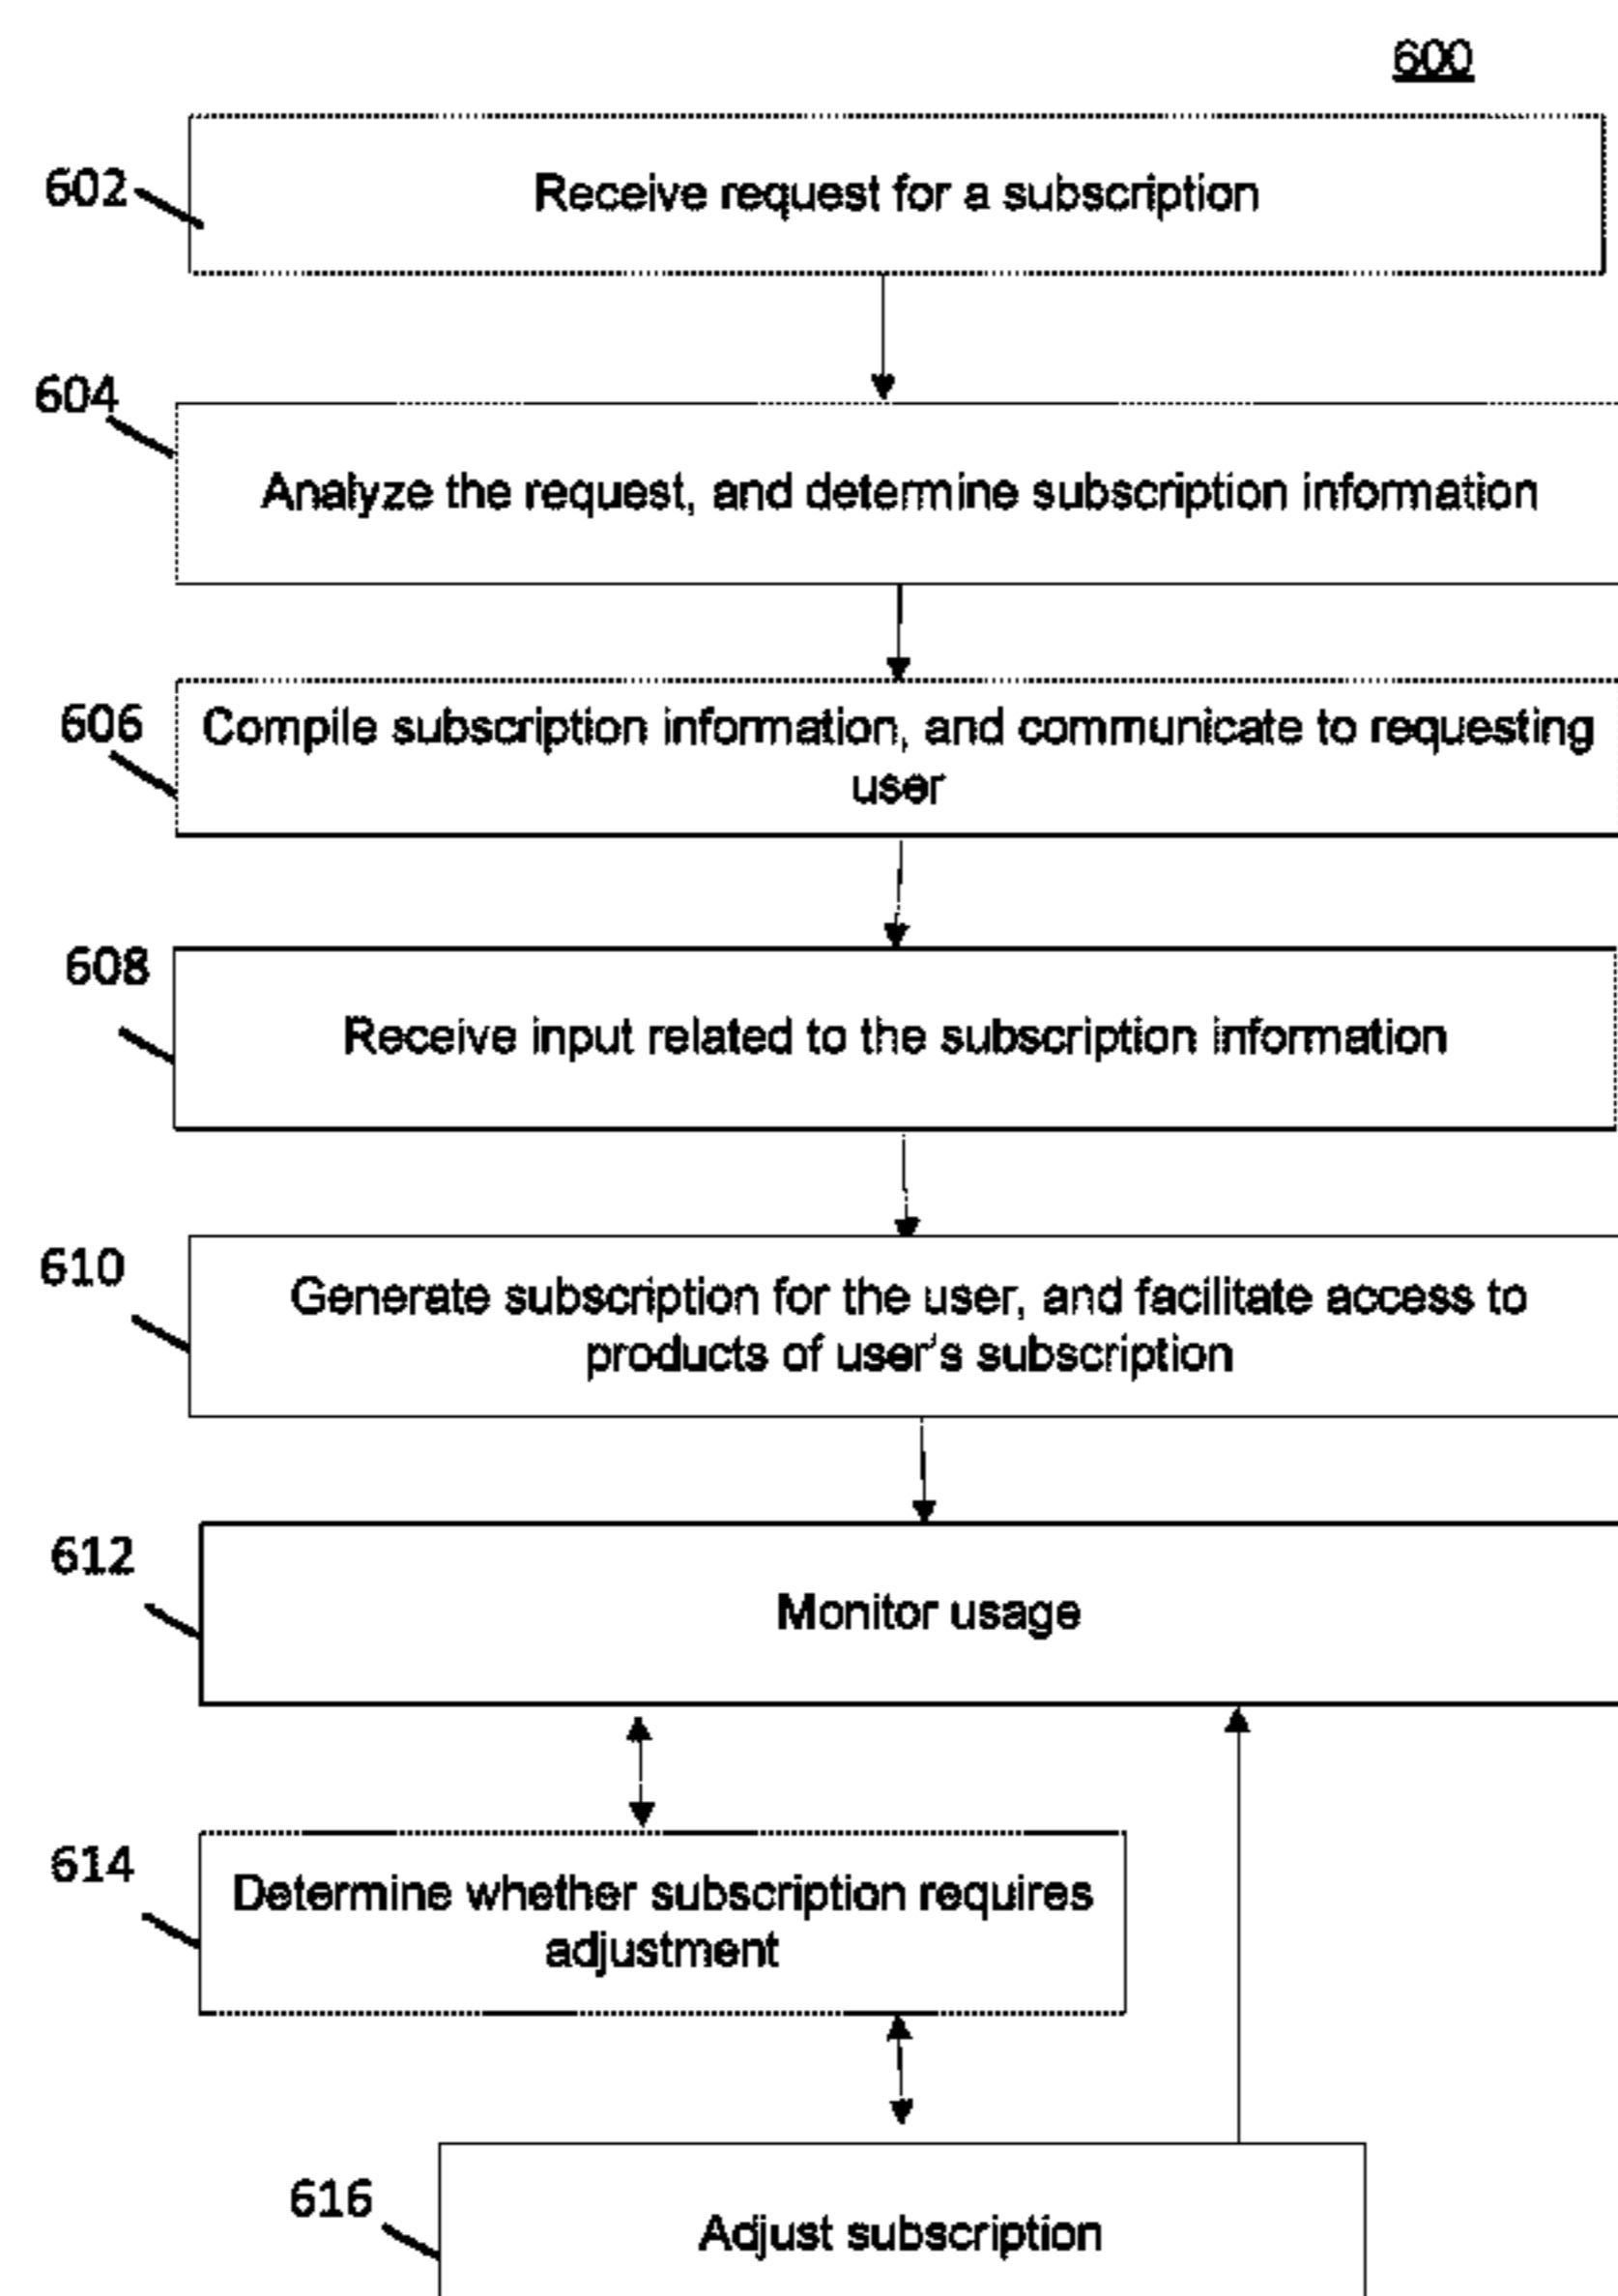 600
602
Receive request for a subscription
604
Analyze the request, and determine subscription information
606
Compile subscription information, and communicate to requesting
user
608
Receive input related to the subscription information
610
Generate subscription for the user, and facilitate access to
products of user's subscription
612
Monitor usage
614
Determine whether subscription requires
adjustment
616
Adjust subscription